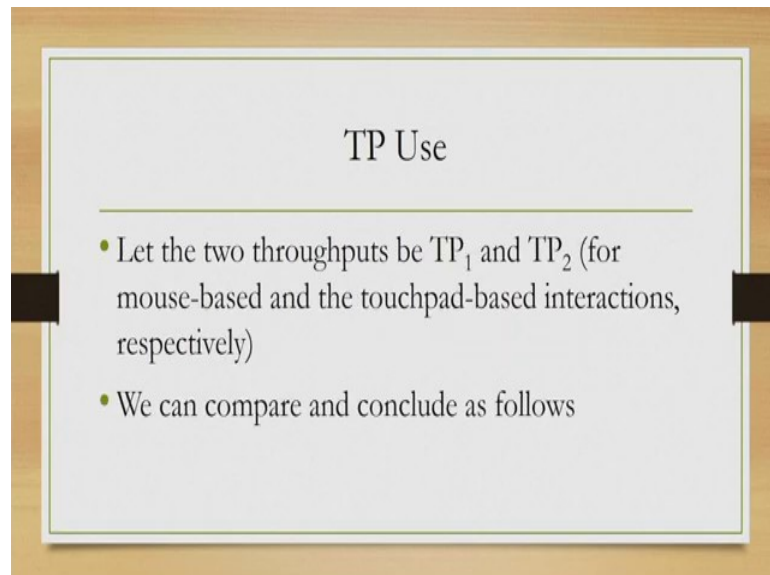 TP Use
• Let the two throughputs be TP₁ and TP₂ (for
mouse-based and the touchpad-based interactions,
respectively)
• We can compare and conclude as follows